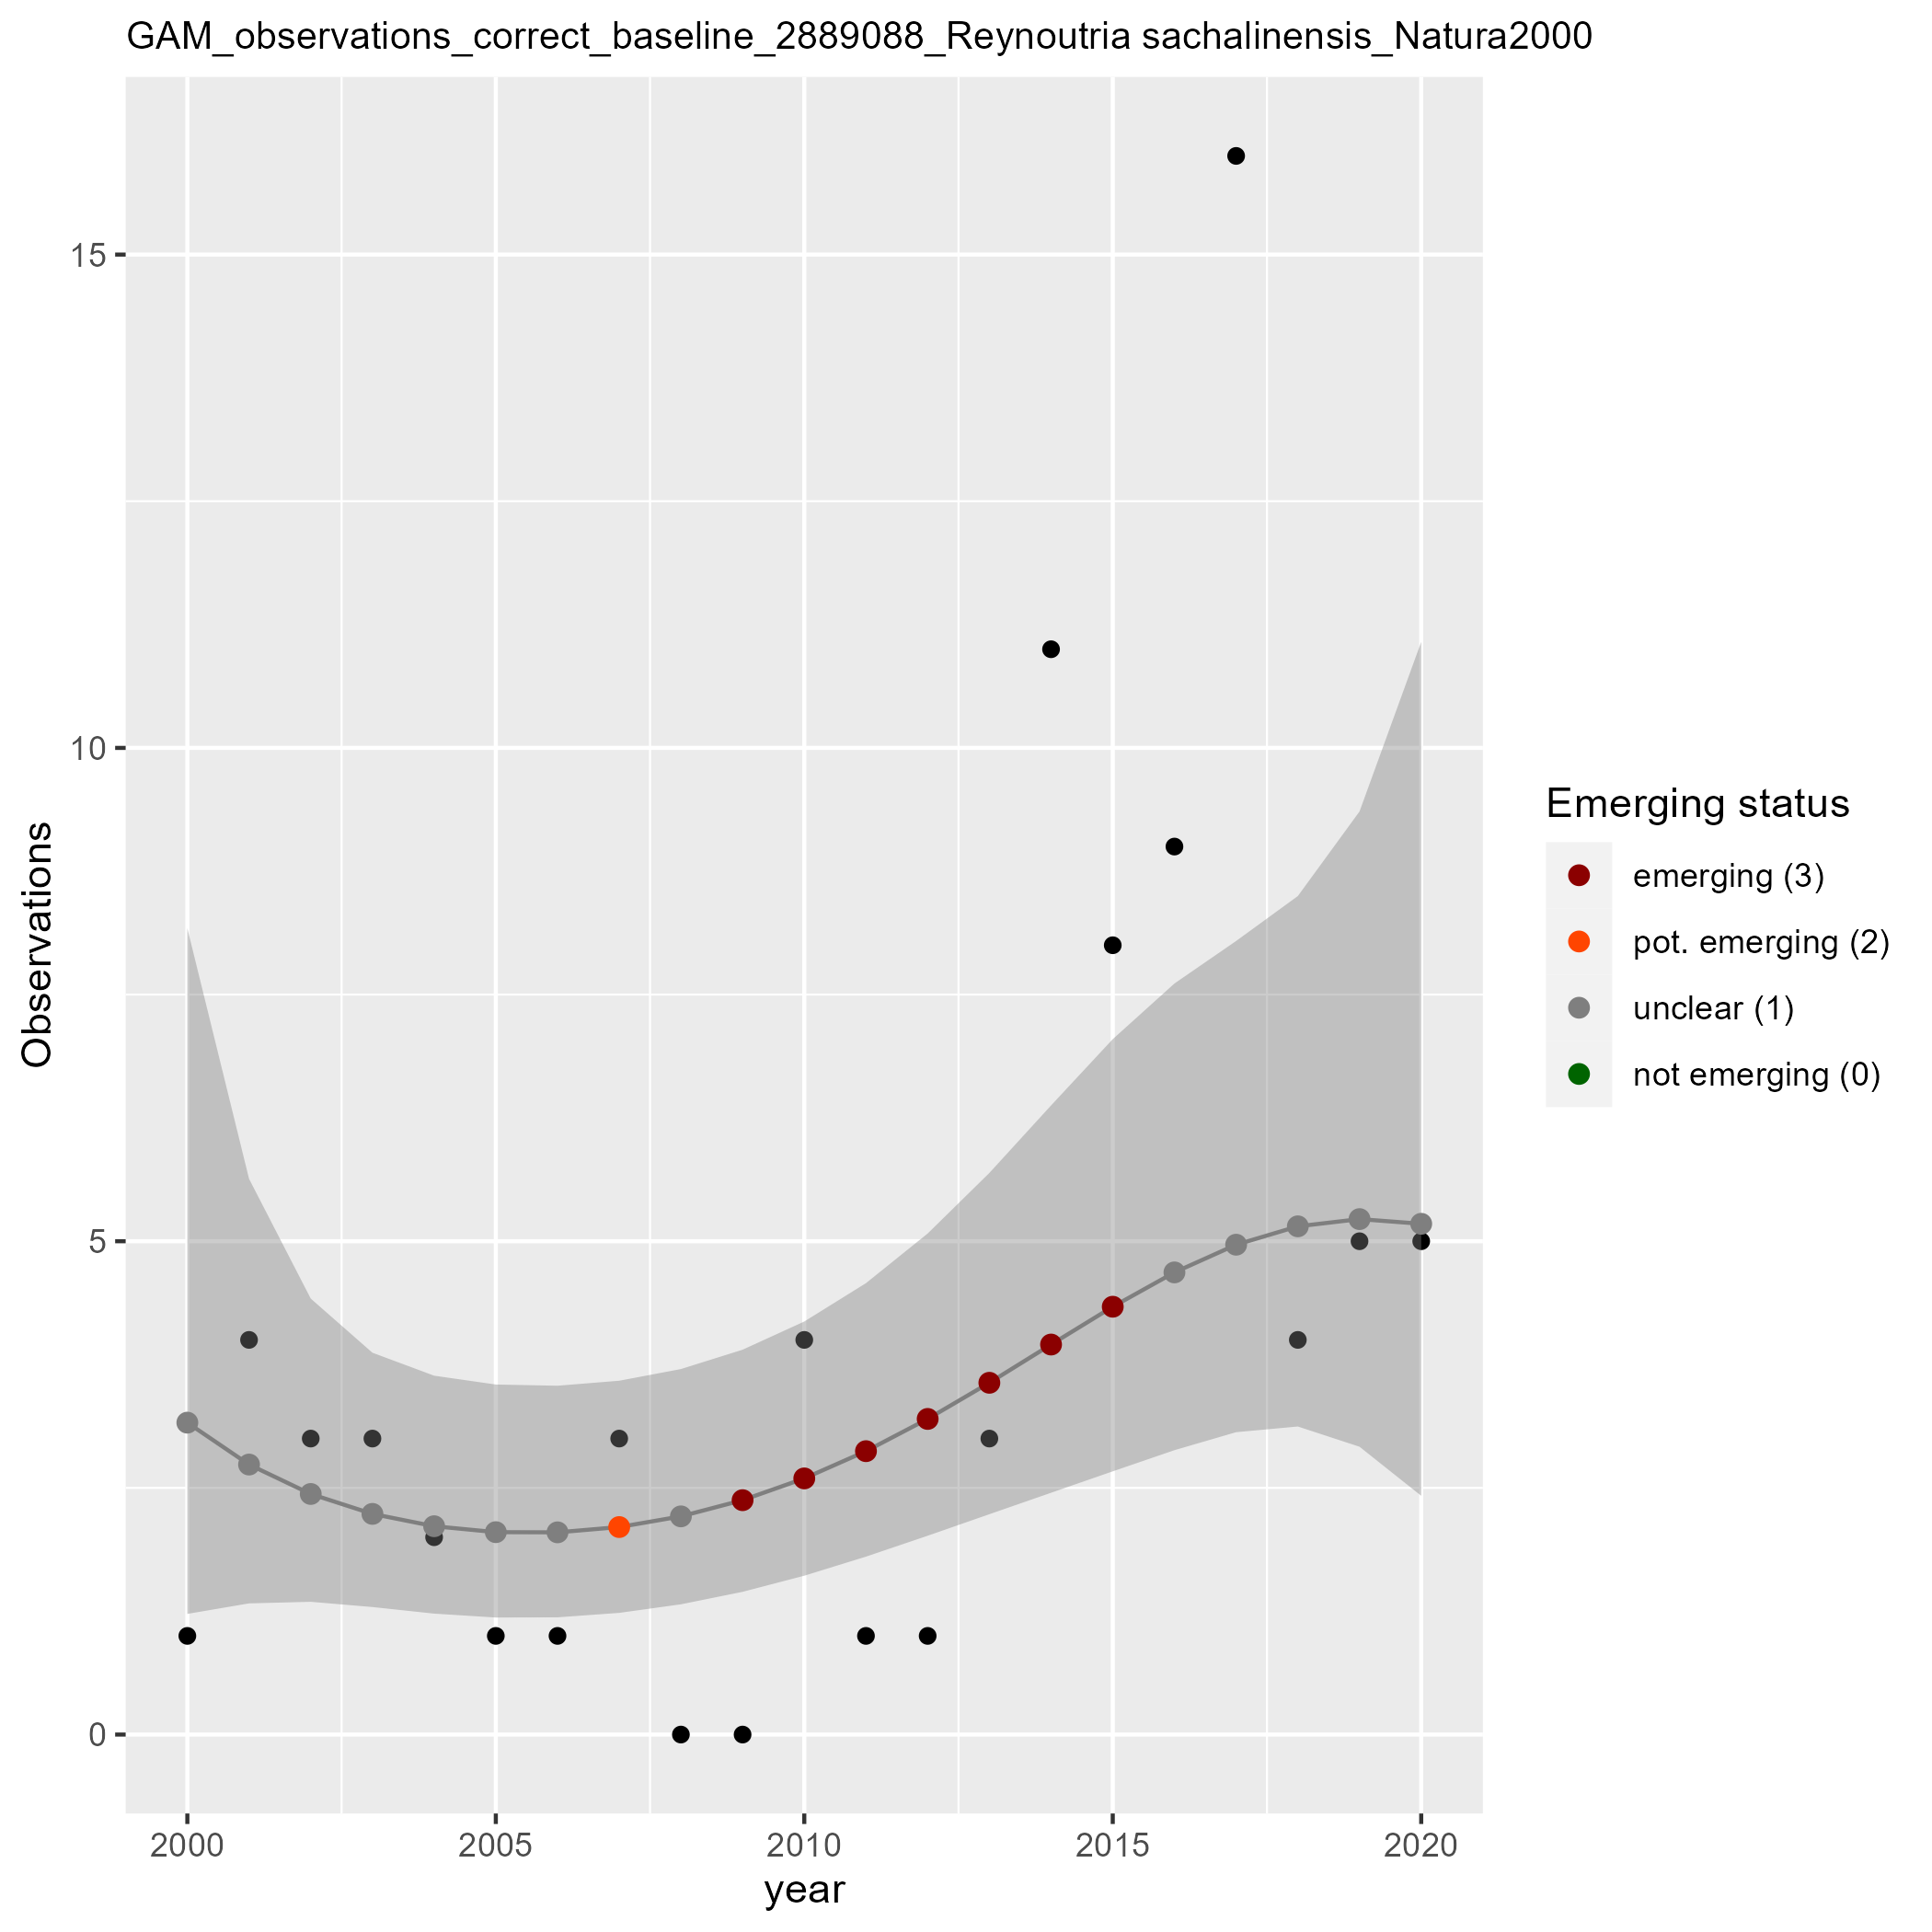 GAM_observations_correct_baseline_2889088_Reynoutria sachalinensis_Natura2000
15
10
5
0
Observations
2000 2005 2010 2015 2020
year
Emerging status
emerging (3)
pot. emerging (2)
unclear (1)
not emerging (0)